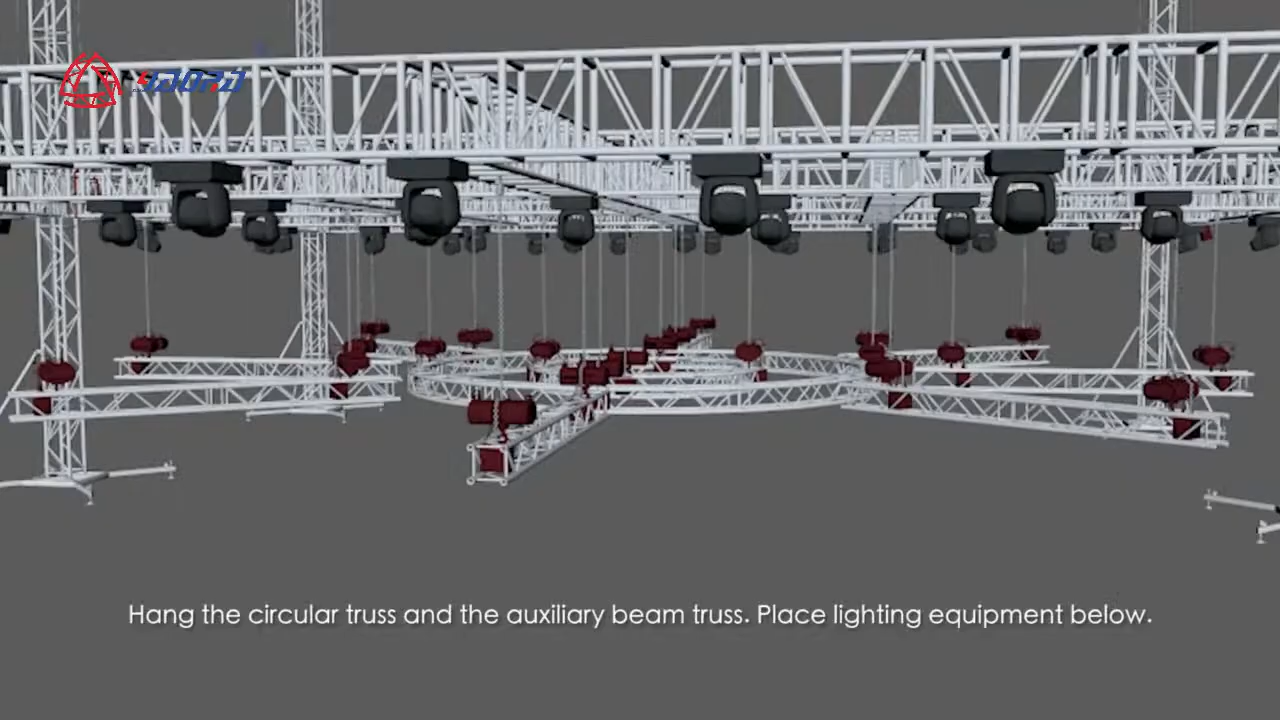 Hang the circular truss and the auxiliary beam truss. Place lighting equipment below.